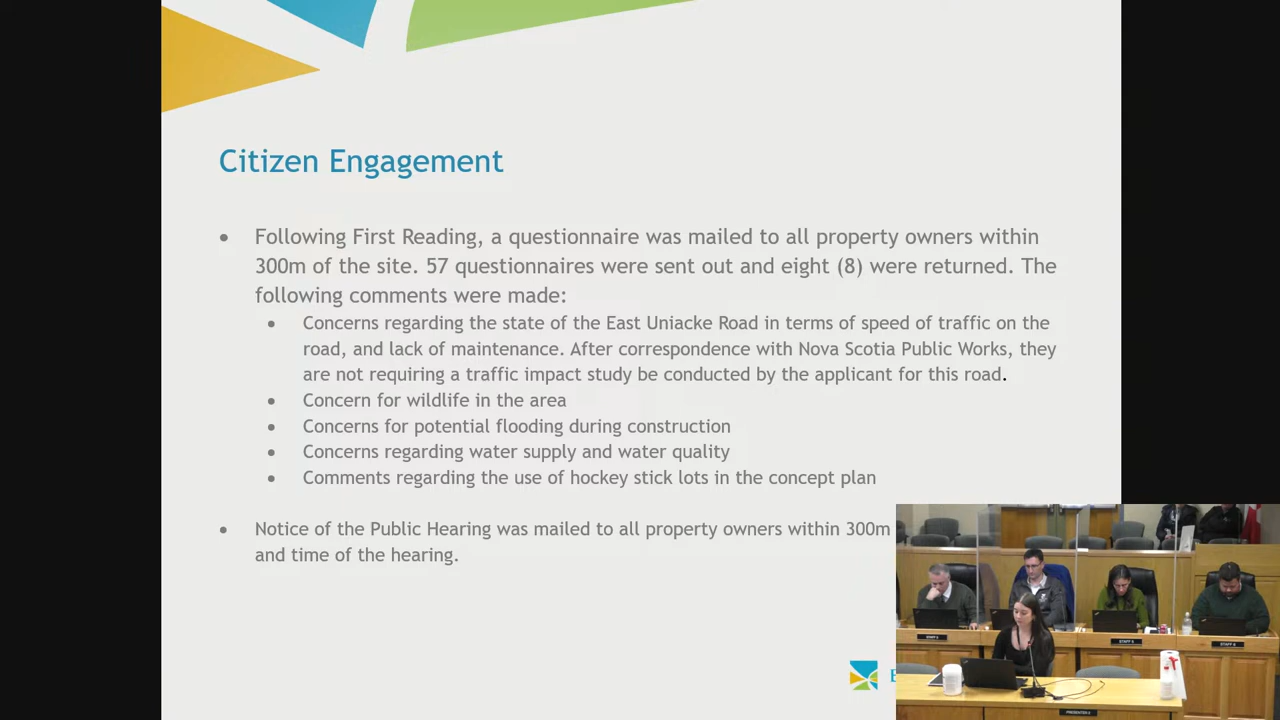 Citizen Engagement
• Following First Reading, a questionnaire was mailed to all property owners within
300m of the site. 57 questionnaires were sent out and eight (8) were returned. The
following comments were made:
• Concerns regarding the state of the East Uniacke Road in terms of speed of traffic on the
road, and lack of maintenance. After correspondence with Nova Scotia Public Works, they
are not requiring a traffic impact study be conducted by the applicant for this road.
• Concern for wildlife in the area
• Concerns for potential flooding during construction
• Concerns regarding water supply and water quality
• Comments regarding the use of hockey stick lots in the concept plan
• Notice of the Public Hearing was mailed to all property owners within 300m
and time of the hearing.